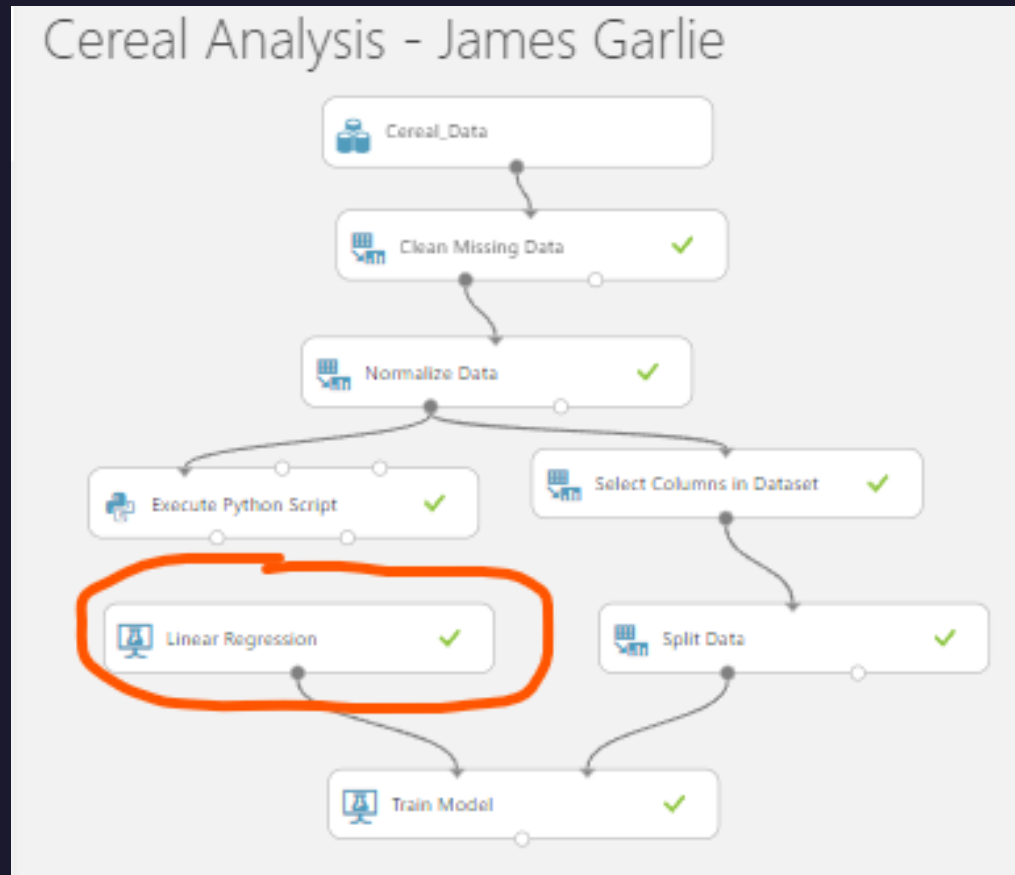 Cereal Analysis - James Garlie
Cereal_Data
Clean Missing Data
Normalize Data
Execute Python Script
Select Columns in Dataset
Linear Regression
Split Data
Train Model